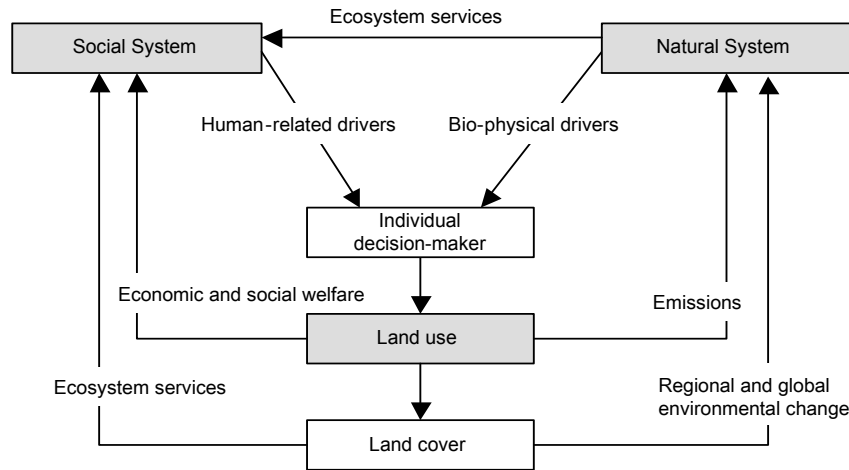 Ecosystem services
Social System
Natural System
Human-related drivers
Bio-physical drivers
Individual
decision-maker
Economic and social welfare
Emissions
Land use
Ecosystem services
Regional and global
environmental change
Land cover